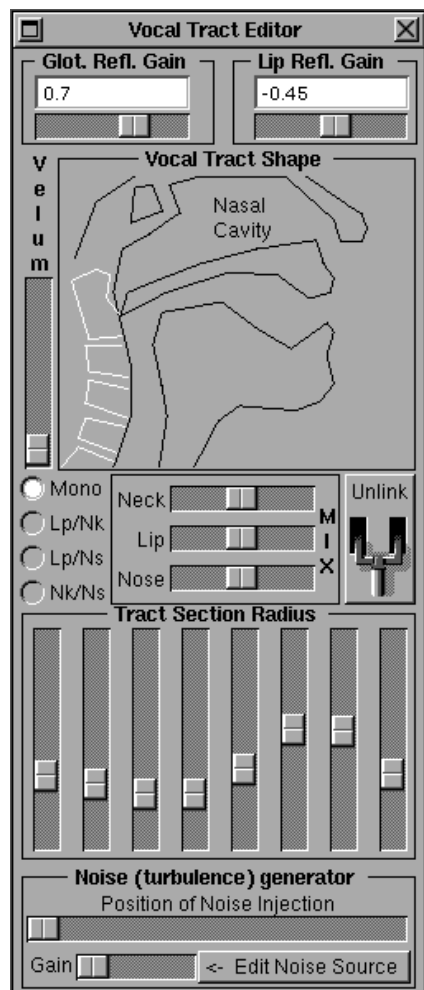 Vocal Tract Editor
Glot. Refl. Gain
Lip Refl. Gain
0.7
-0.45
Velum
Vocal Tract Shape
Nasal
Cavity
Mono
Lp/Nk
Lp/Ns
Nk/Ns
Neck
Lip
Nose
MIX
Unlink
Tract Section Radius
Noise (turbulence) generator
Position of Noise Injection
Gain
<- Edit Noise Source